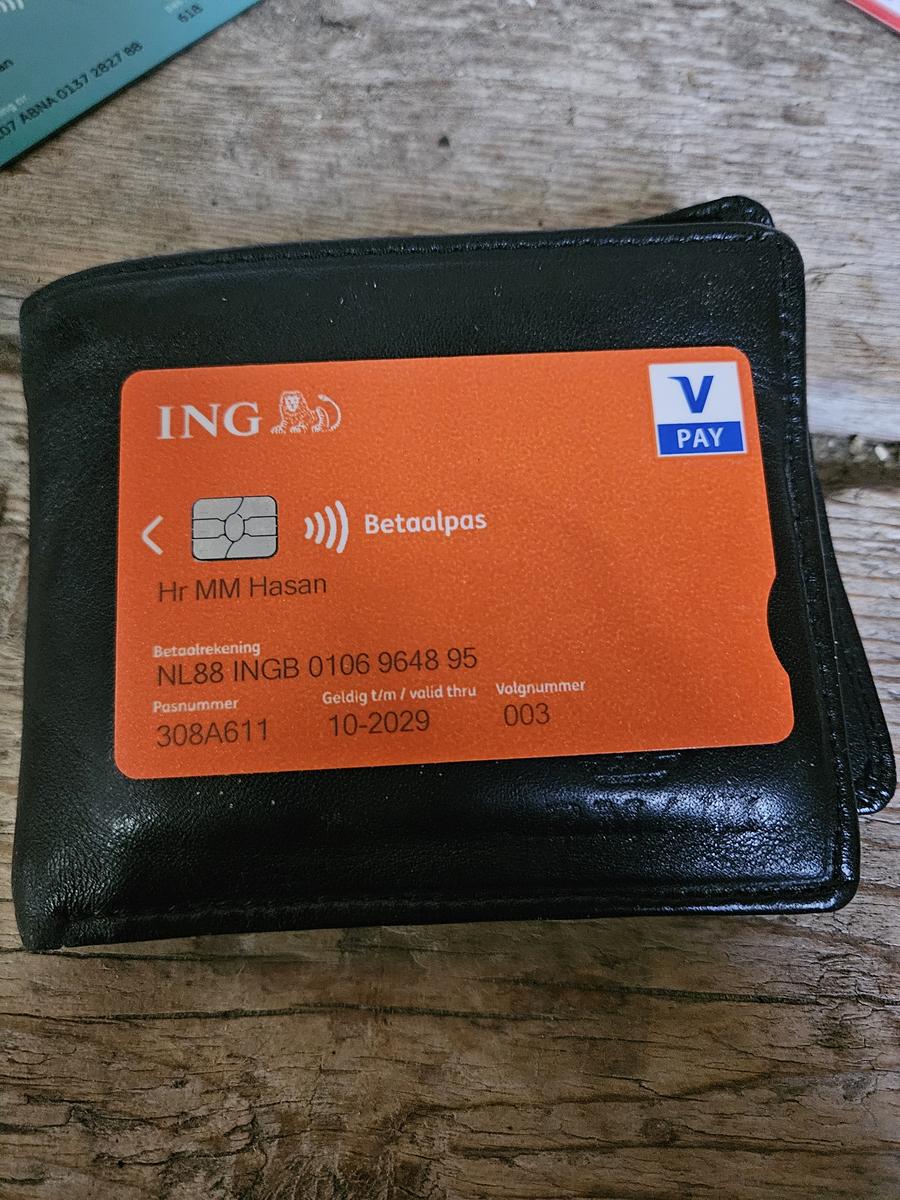 618
07 ABNA 0137 2827 88
ING
V
PAY
Betaalpas
Hr MM Hasan
Betaalrekening
NL88 INGB 0106 9648 95
Pasnummer Geldig t/m / valid thru Volgnummer
308A611 10-2029 003